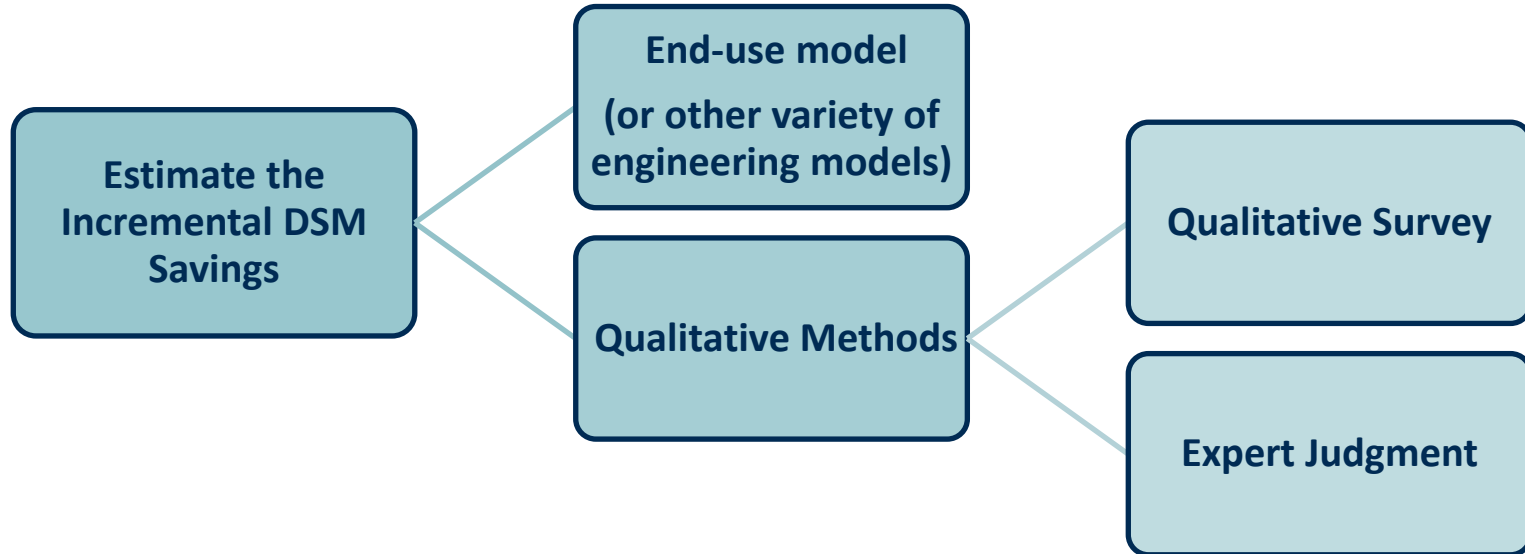 Estimate the
Incremental DSM
Savings
End-use model
(or other variety of
engineering models)
Qualitative Methods
Qualitative Survey
Expert Judgment